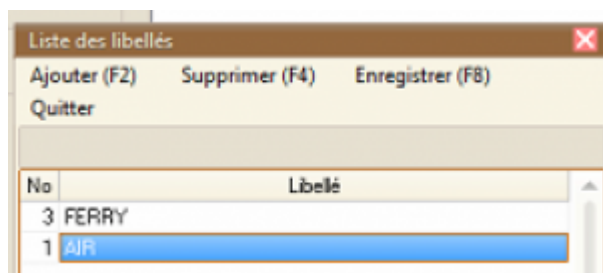 Liste des libellés
Ajouter (F2) Supprimer (F4) Enregistrer (F8)
Quitter
No Libellé
3 FERRY
1 AIR